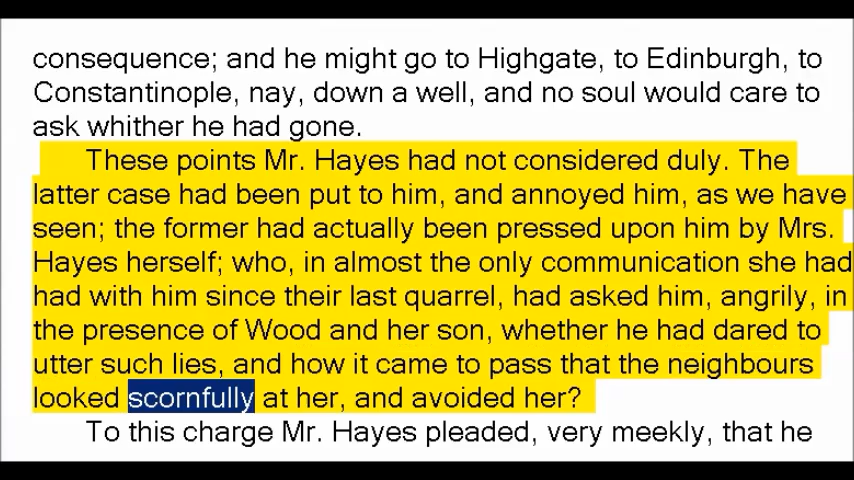 consequence; and he might go to Highgate, to Edinburgh, to
Constantinople, nay, down a well, and no soul would care to
ask whither he had gone.
These points Mr. Hayes had not considered duly. The
latter case had been put to him, and annoyed him, as we have
seen; the former had actually been pressed upon him by Mrs.
Hayes herself; who, in almost the only communication she had
had with him since their last quarrel, had asked him, angrily, in
the presence of Wood and her son, whether he had dared to
utter such lies, and how it came to pass that the neighbours
looked scornfully at her, and avoided her?
To this charge Mr. Hayes pleaded, very meekly, that he